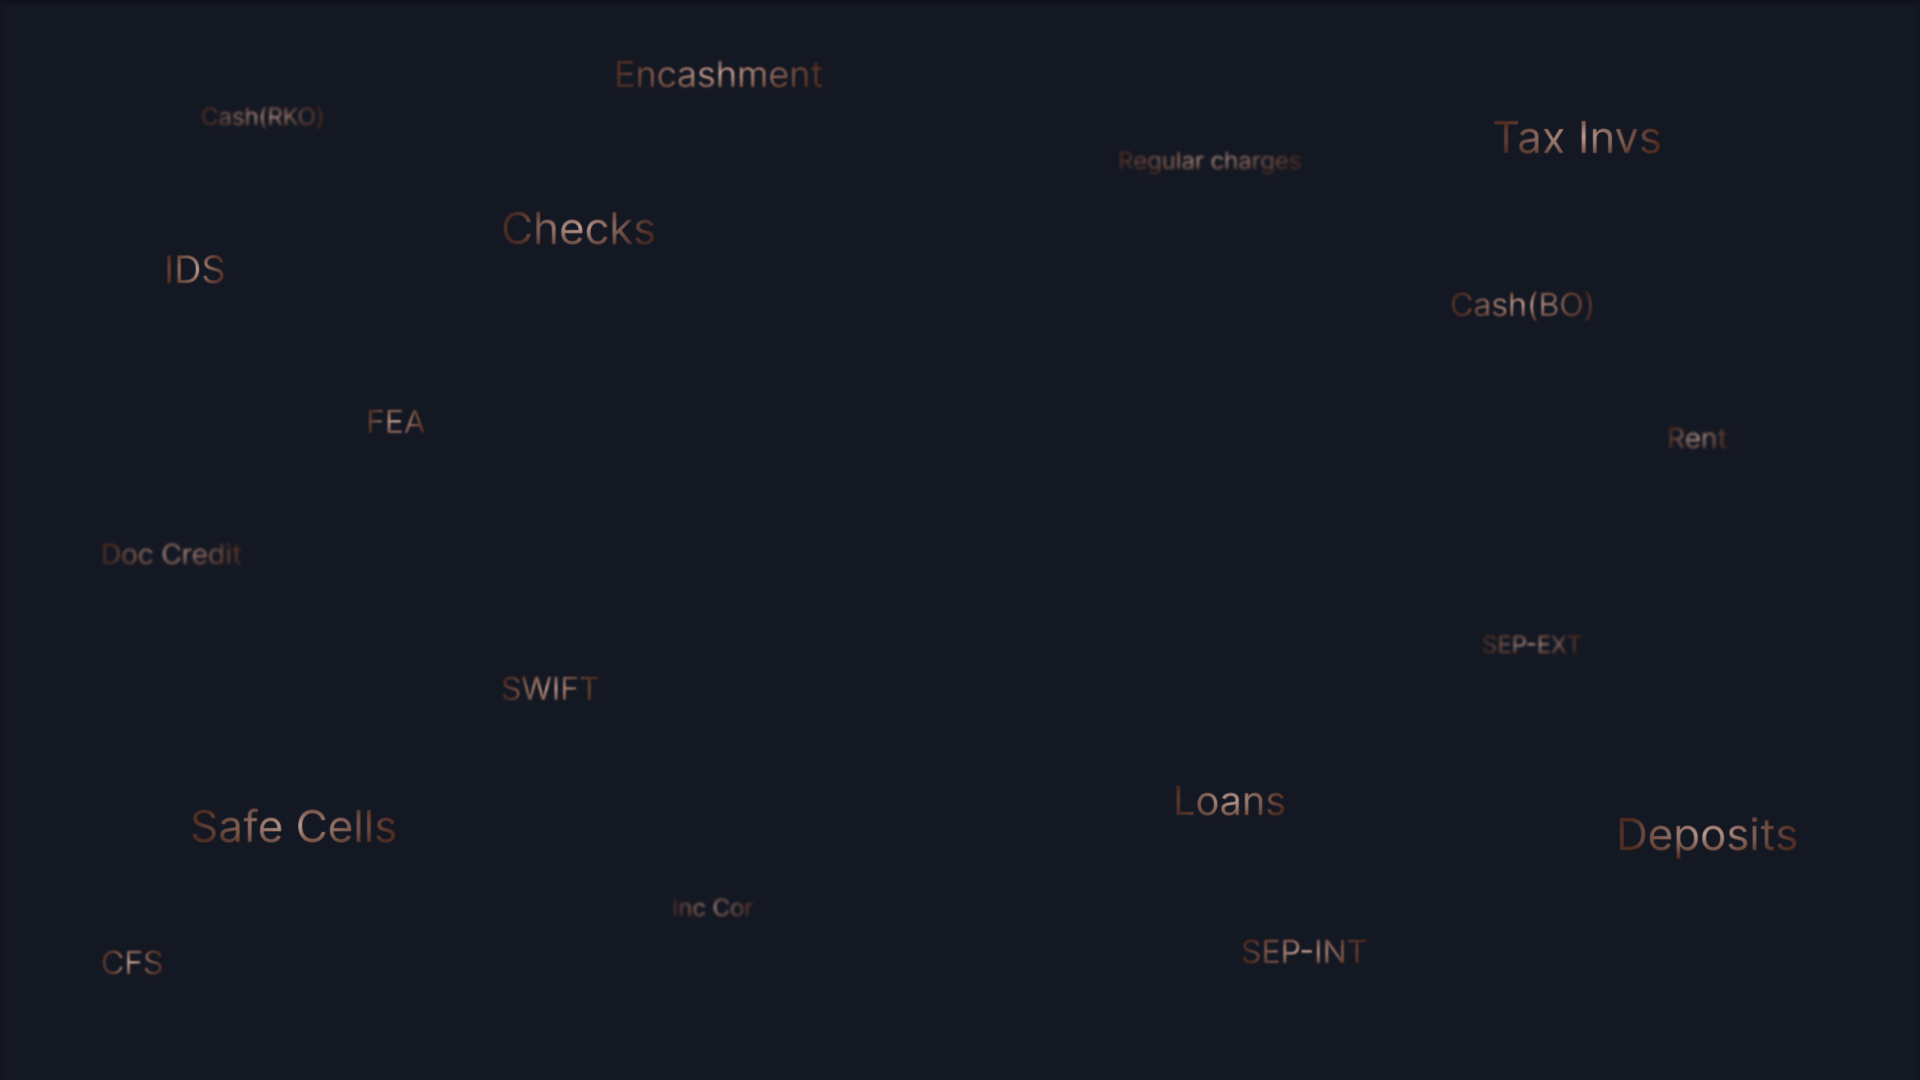 Encashment
Cash(RKO)
Tax Invs
Regular charges
Checks
IDS
Cash(BO)
FEA
Rent
Doc Credit
SEP-EXT
SWIFT
Loans
Safe Cells
Deposits
Inc Cor
SEP-INT
CFS